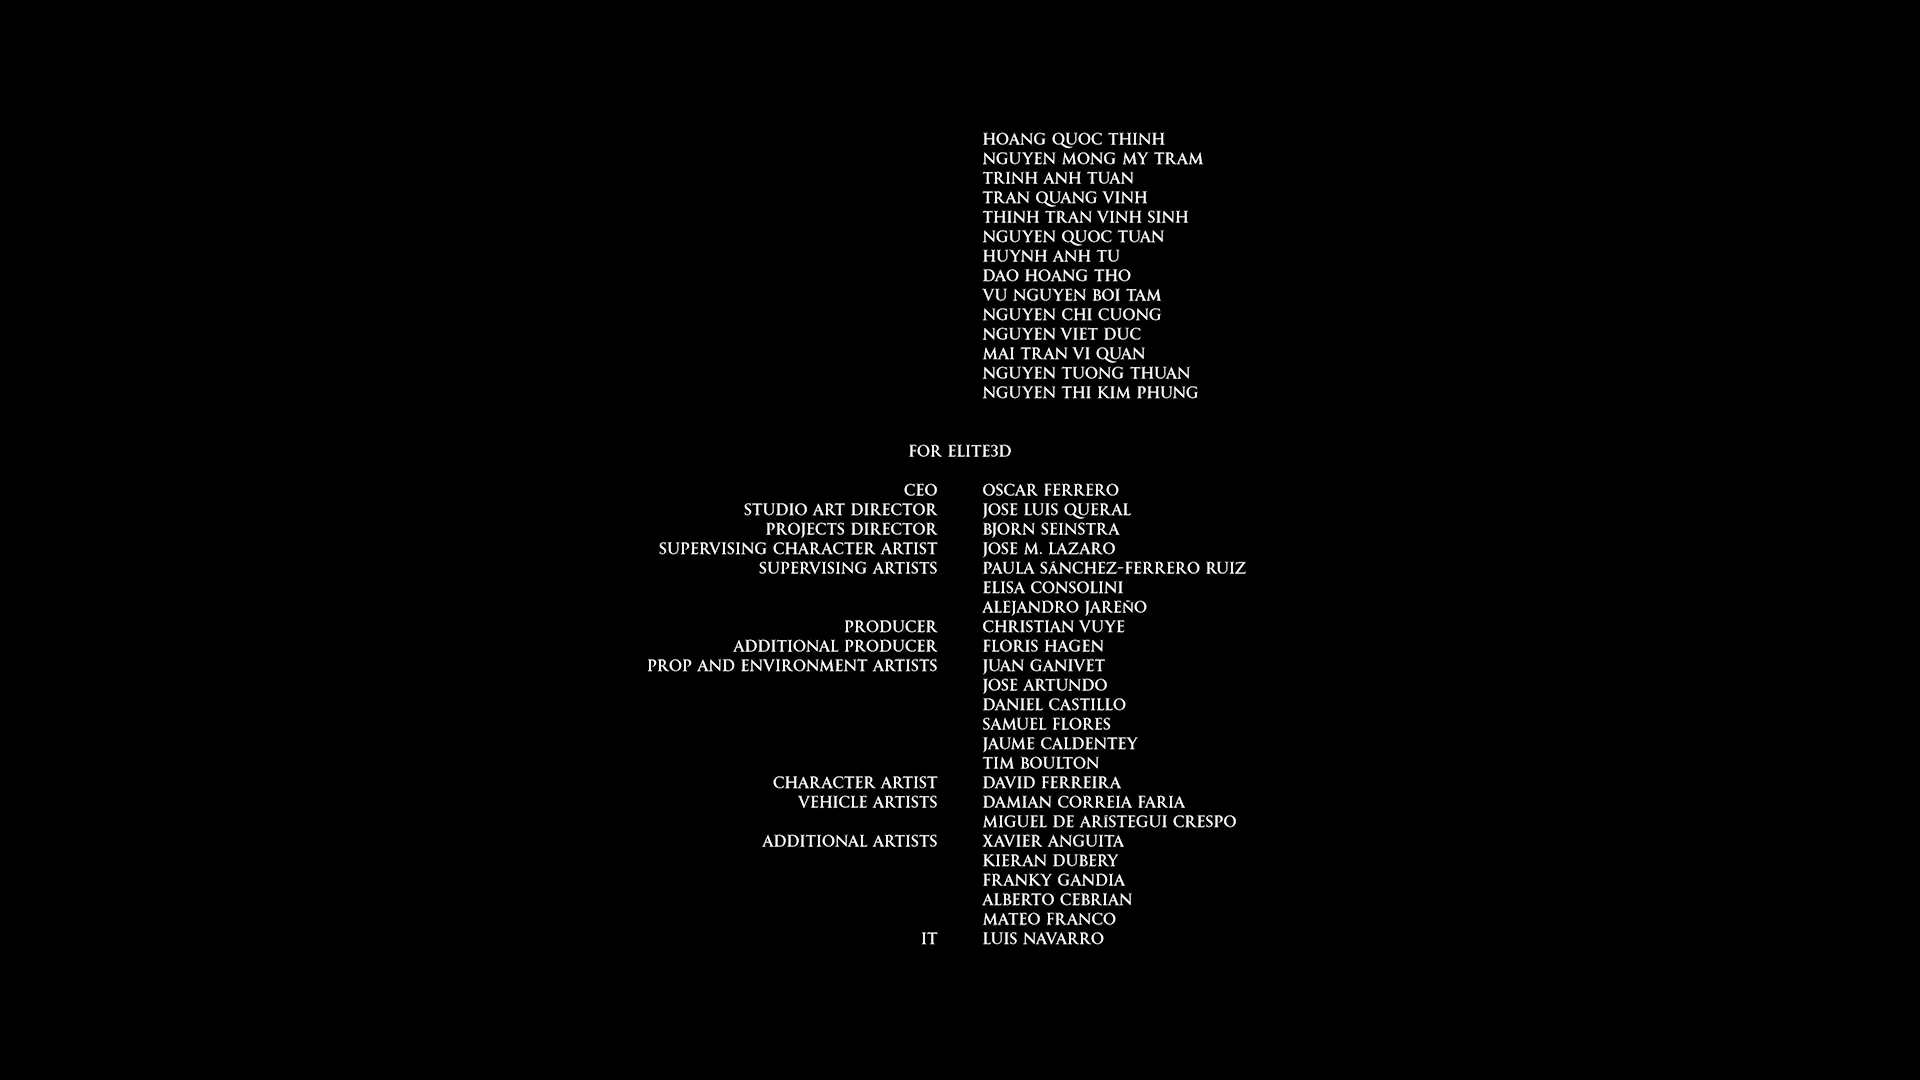 HOANG QUOC THINH
NGUYEN MONG MY TRAM
TRINH ANH TUAN
TRAN QUANG VINH
THINH TRAN VINH SINH
NGUYEN QUOC TUAN
HUYNH ANH TU
DAO HOANG THO
VU NGUYEN BOI TAM
NGUYEN CHI CUONG
NGUYEN VIET DUC
MAI TRAN VI QUAN
NGUYEN TUONG THUAN
NGUYEN THI KIM PHUNG
FOR ELITE3D
CEO OSCAR FERRERO
STUDIO ART DIRECTOR JOSE LUIS QUERAL
PROJECTS DIRECTOR BJORN SEINSTRA
SUPERVISING CHARACTER ARTIST JOSE M. LAZARO
SUPERVISING ARTISTS PAULA SÁNCHEZ-FERRERO RUIZ
ELISA CONSOLINI
ALEJANDRO JAREÑO
PRODUCER CHRISTIAN VUYE
ADDITIONAL PRODUCER FLORIS HAGEN
PROP AND ENVIRONMENT ARTISTS JUAN GANIVET
JOSE ARTUNDO
DANIEL CASTILLO
SAMUEL FLORES
JAUME CALDENTEY
TIM BOULTON
CHARACTER ARTIST DAVID FERREIRA
VEHICLE ARTISTS DAMIAN CORREIA FARIA
MIGUEL DE ARÍSTEGUI CRESPO
ADDITIONAL ARTISTS XAVIER ANGUITA
KIERAN DUBERY
FRANKY GANDIA
ALBERTO CEBRIAN
MATEO FRANCO
IT LUIS NAVARRO